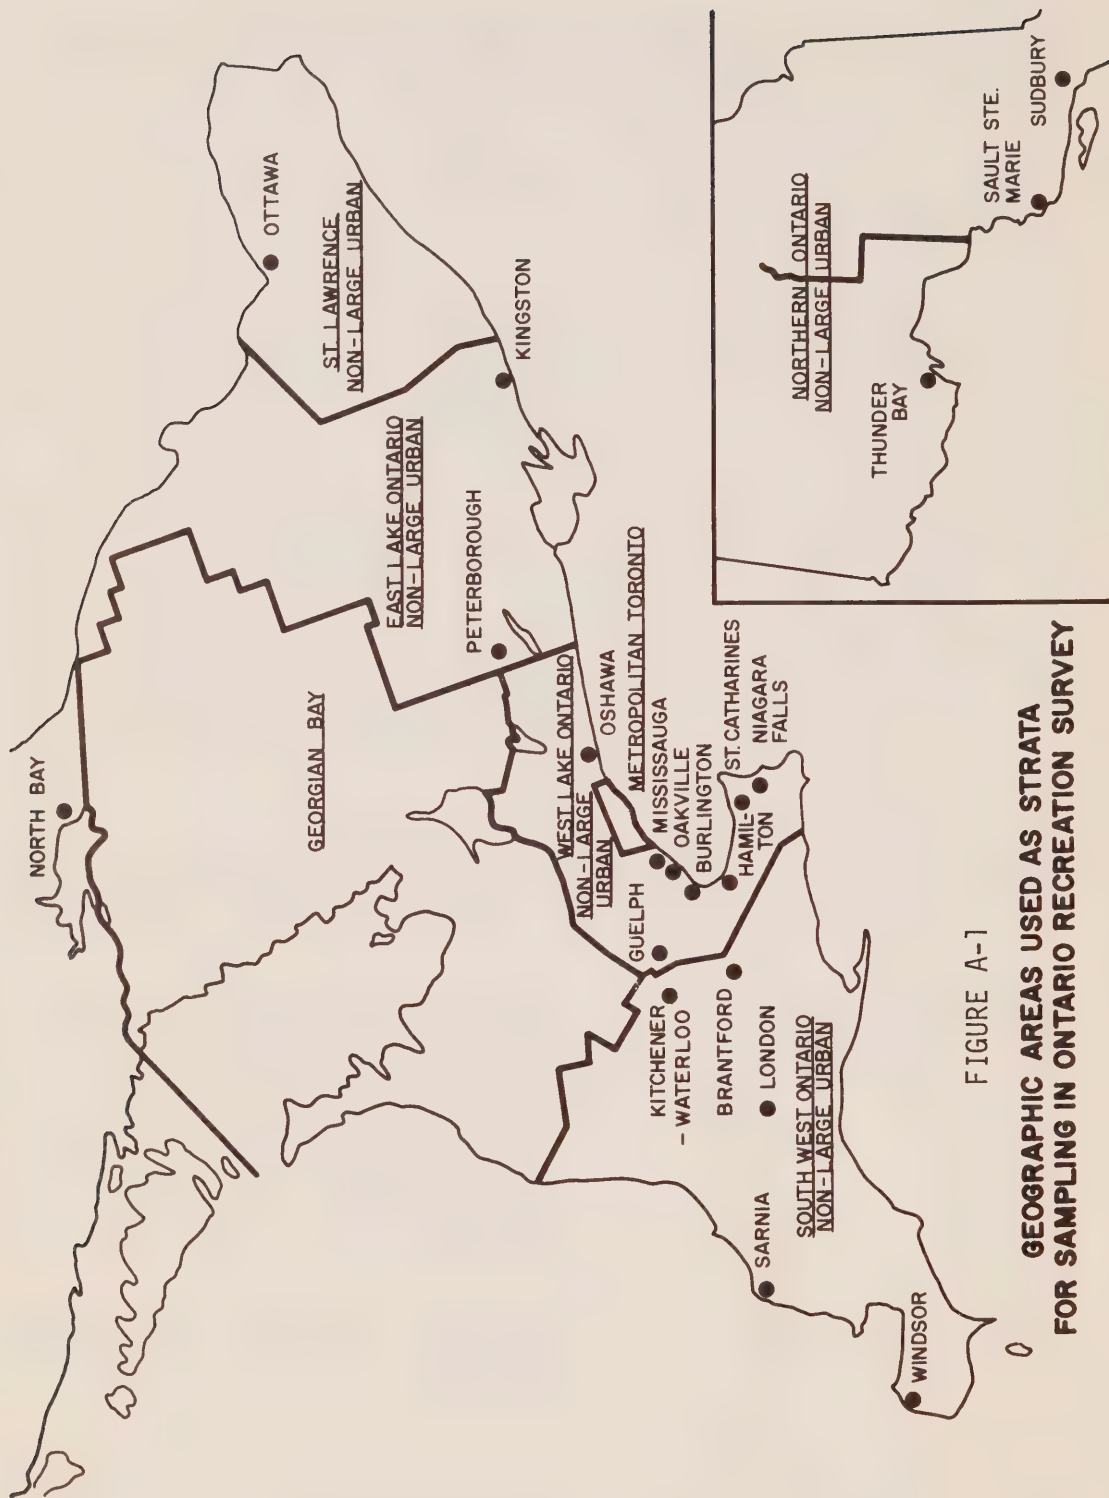 NORTH BAY
OTTAWA
ST. LAWRENCE
NON-LARGE URBAN
KINGSTON
EAST LAKE ONTARIO
NON-LARGE URBAN
PETERBOROUGH
GEORGIAN BAY
WEST LAKE ONTARIO
NON-LARGE
URBAN
OSHAWA
METROPOLITAN TORONTO
MISSISSAUGA
OAKVILLE
BURLINGTON
ST. CATHARINES
NIAGARA
FALLS
HAMIL-
TON
GUELPH
KITCHENER
- WATERLOO
BRANTFORD
LONDON
SOUTH WEST ONTARIO
NON-LARGE URBAN
SARNIA
WINDSOR
NORTHERN ONTARIO
NON-LARGE URBAN
THUNDER
BAY
SAULT STE.
MARIE
SUDBURY
FIGURE A-1
GEOGRAPHIC AREAS USED AS STRATA
FOR SAMPLING IN ONTARIO RECREATION SURVEY